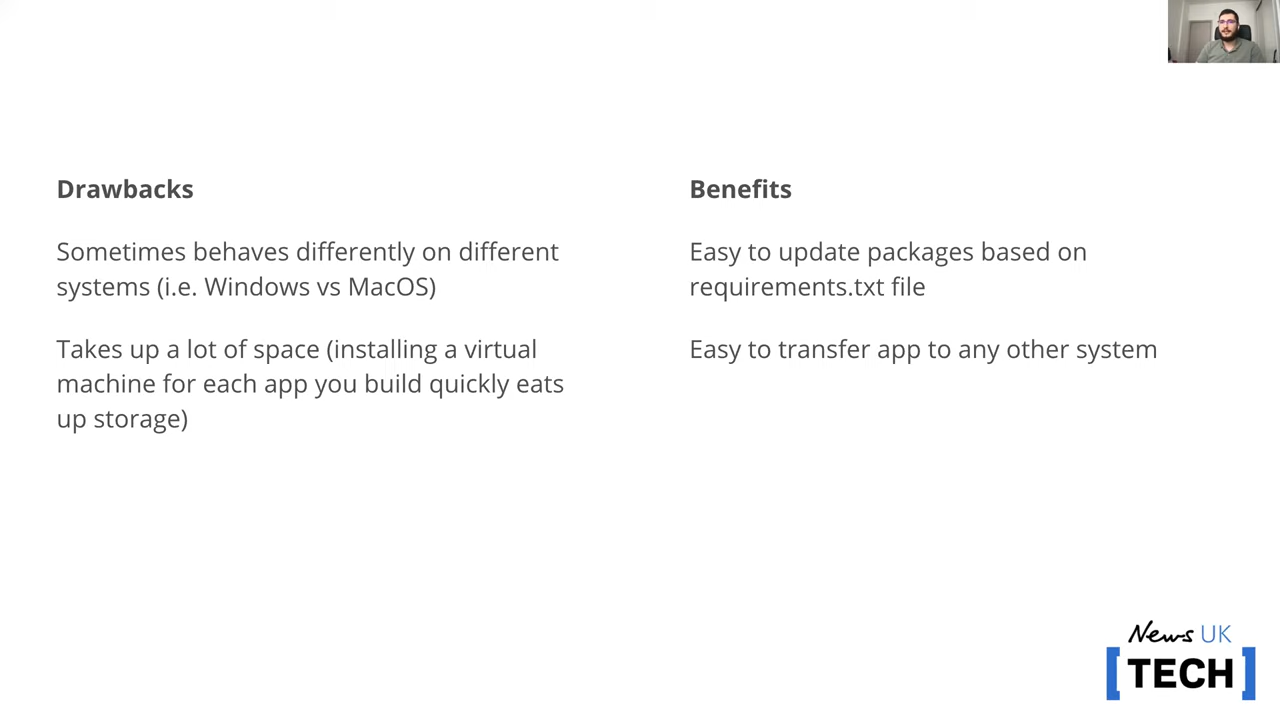 Drawbacks
Sometimes behaves differently on different
systems (i.e. Windows vs MacOS)
Takes up a lot of space (installing a virtual
machine for each app you build quickly eats
up storage)
Benefits
Easy to update packages based on
requirements.txt file
Easy to transfer app to any other system
News UK
[TECH]